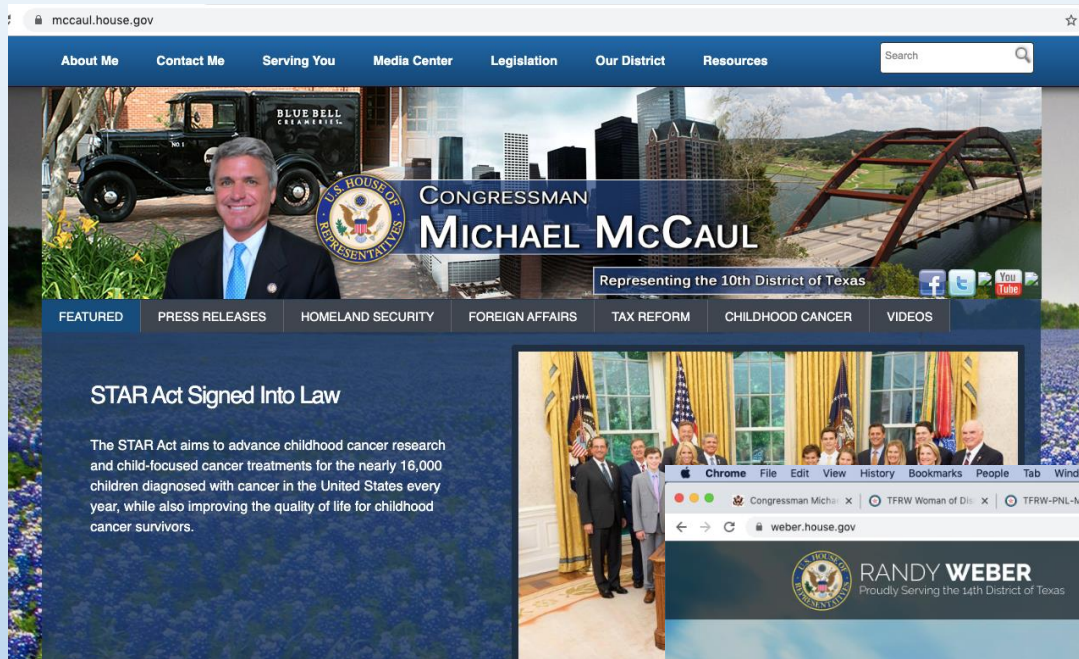 mccaul.house.gov
About Me Contact Me Serving You Media Center Legislation Our District Resources Search
BLUE BELL
CREAMERIES
NO. 1
U.S. HOUSE OF REPRESENTATIVES
CONGRESSMAN
MICHAEL MCCAUL
Representing the 10th District of Texas
You
Tube
FEATURED PRESS RELEASES HOMELAND SECURITY FOREIGN AFFAIRS TAX REFORM CHILDHOOD CANCER VIDEOS
STAR Act Signed Into Law
The STAR Act aims to advance childhood cancer research
and child-focused cancer treatments for the nearly 16,000
children diagnosed with cancer in the United States every
year, while also improving the quality of life for childhood
cancer survivors.
Chrome File Edit View History Bookmarks People Tab Wind
Congressman Micha TFRW Woman of Dis TFRW-PNL-M
weber.house.gov
U.S. HOUSE OF REPRESENTATIVES
RANDY WEBER
Proudly Serving the 14th District of Texas